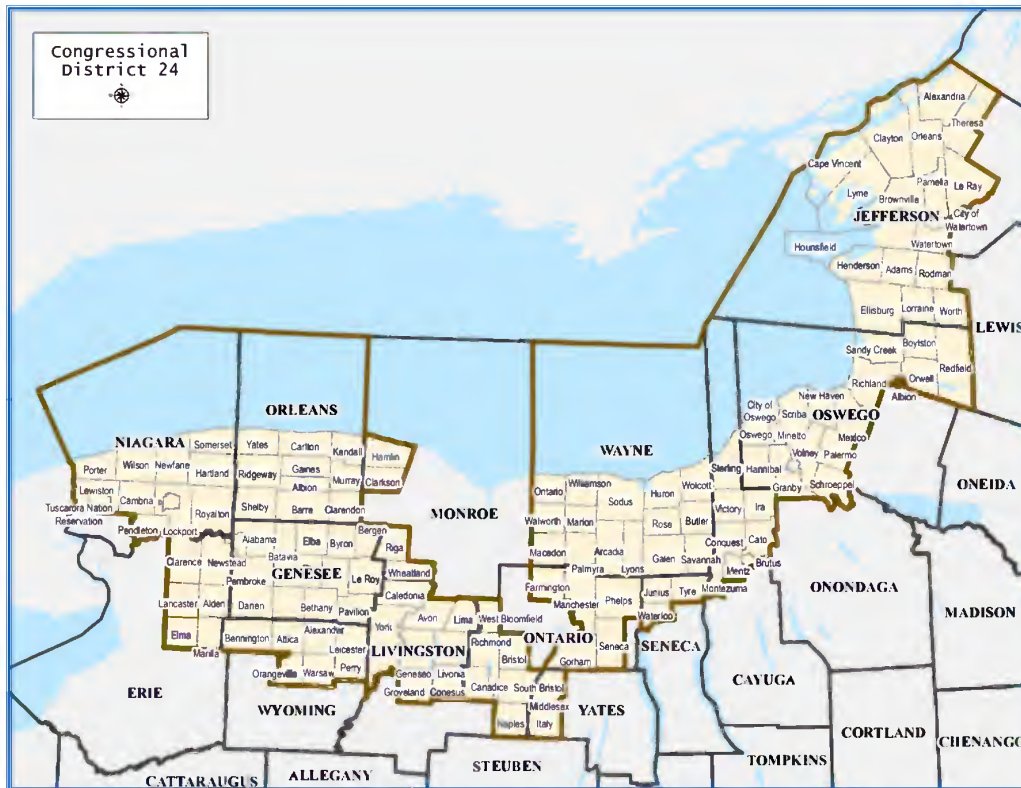 Congressional
District 24
Alexandria
Theresa
Clayton
Orleans
Cape Vincent
Pamelia
Le Ray
Lyme
Brownville
JEFFERSON
City of
Watertown
Hounsfield
Watertown
Henderson
Adams
Rodman
Ellisburg
Lorraine
Worth
LEWIS
Boylston
Sandy Creek
Redfield
Orwell
Richland
Albion
New Haven
City of
Oswego
Scriba
OSWEGO
Oswego
Minetto
Mexico
Volney
Palermo
Sterling
Hannibal
Granby
Schroeppel
ONEIDA
ORLEANS
NIAGARA
Somerset
Yates
Carlton
Kendall
Hamlin
Porter
Wilson
Newfane
Hartland
Ridgeway
Gaines
Murray
Clarkson
Lewiston
Cambria
Albion
Tuscarora Nation
Reservation
Royalton
Shelby
Barre
Clarendon
Pendleton
Lockport
MONROE
WAYNE
Ontario
Williamson
Sodus
Huron
Wolcott
Walworth
Marion
Rose
Butler
Victory
Ira
Macedon
Arcadia
Galen
Savannah
Conquest
Cato
Palmyra
Lyons
Mentz
Brutus
Montezuma
Alabama
Elba
Byron
Bergen
Riga
Clarence
Newstead
Batavia
GENESEE
Le Roy
Wheatland
Pembroke
Caledonia
Lancaster
Alden
Darien
Bethany
Pavilion
Farmington
Manchester
Phelps
Junius
Tyre
Waterloo
Elma
Marilla
Bennington
Attica
Alexander
York
Avon
Lima
West Bloomfield
Leicester
LIVINGSTON
Richmond
ONTARIO
Seneca
SENECA
Orangeville
Warsaw
Perry
Geneseo
Livonia
Bristol
Gorham
Groveland
Conesus
Canadice
South Bristol
Middlesex
Naples
Italy
YATES
ERIE
WYOMING
CAYUGA
ONONDAGA
MADISON
CORTLAND
CHENANGO
TOMPKINS
STEUBEN
ALLEGANY
CATTARAUGUS